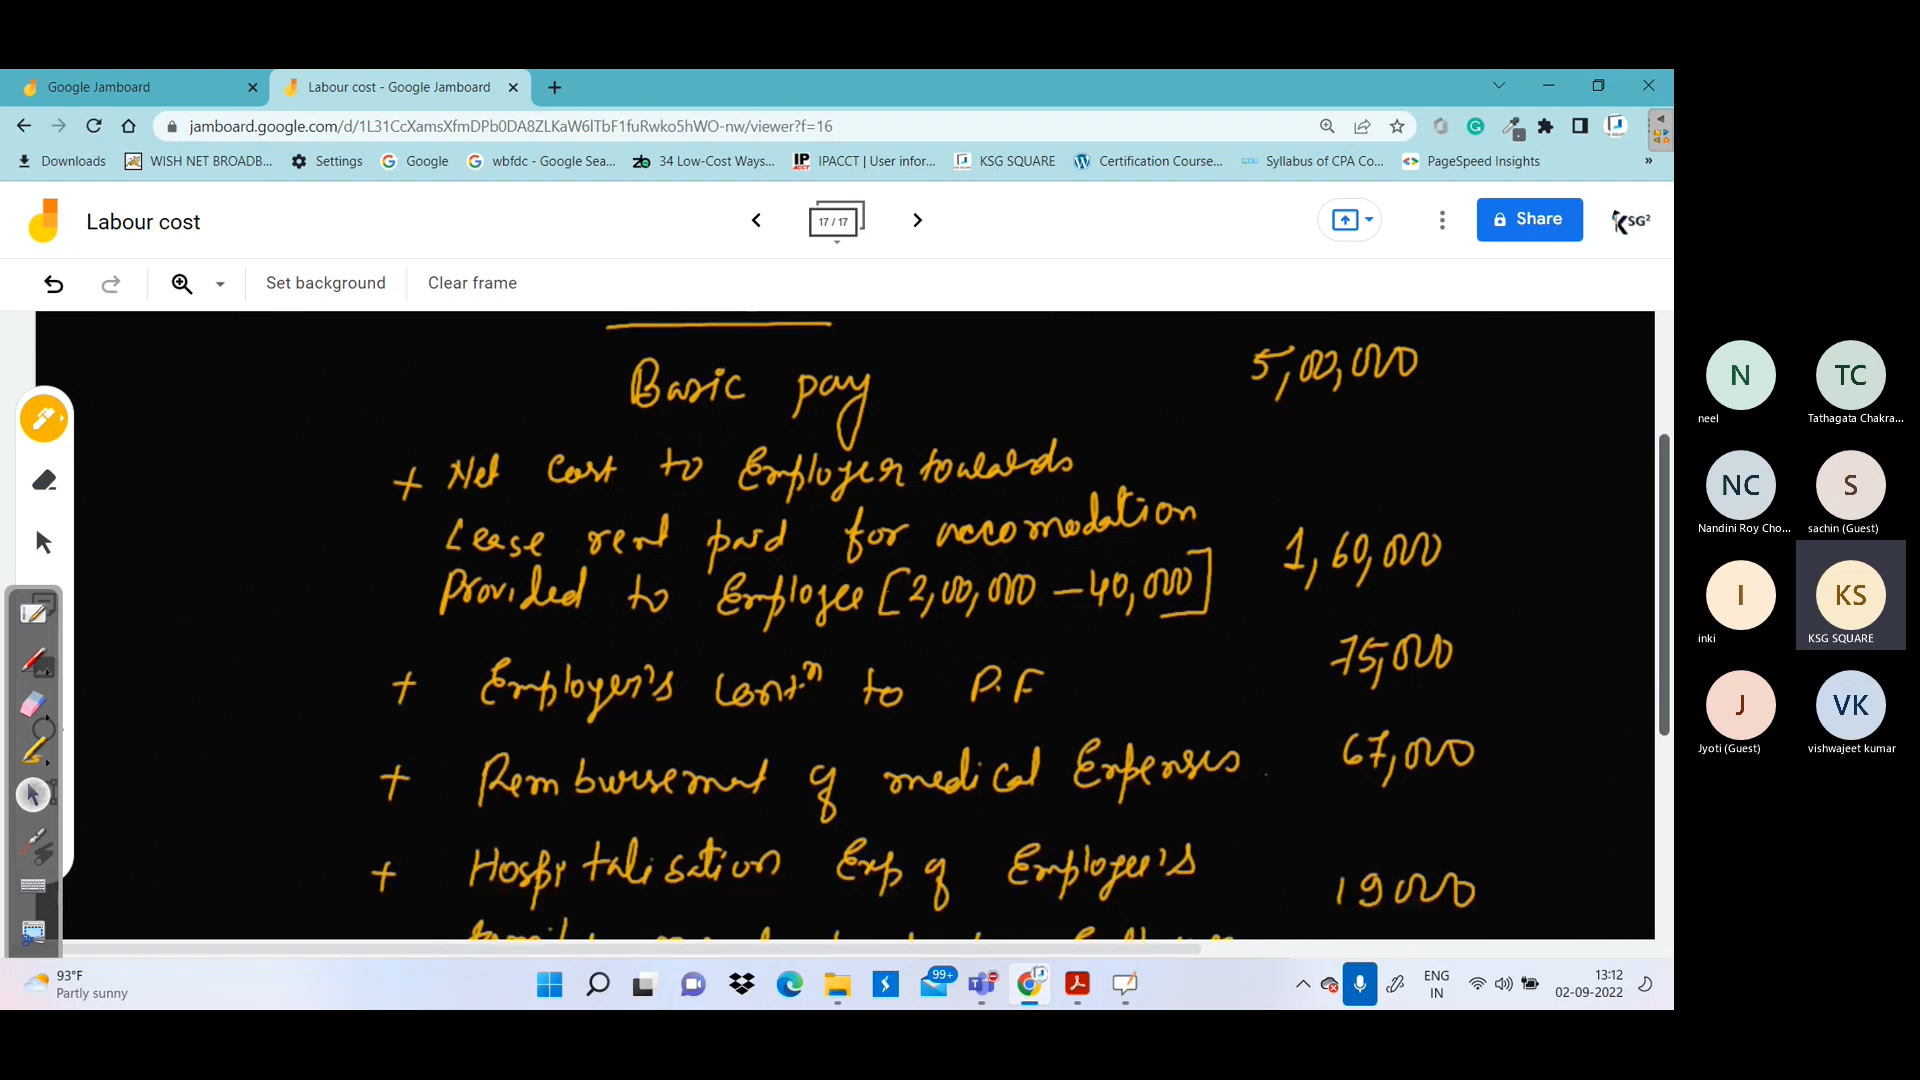 Google Jamboard
Labour cost - Google Jamboard
jamboard.google.com/d/1L31CcXamsXfmDPb0DA8ZLKaW6lTbF1fuRwko5hWO-nw/viewer?f=16
Downloads WISH NET BROADB... Settings Google wbfdc - Google Sea... 34 Low-Cost Ways... IPACCT | User infor... KSG SQUARE Certification Course... Syllabus of CPA Co... PageSpeed Insights »
Labour cost
17 / 17
Share
KSG²
Set background Clear frame
Basic pay 5,00,000
+ Net Cost to Employer towards
Lease rent paid for accomodation
Provided to Employee [2,00,000 – 40,000] 1,60,000
+ Employer's contn to P.F 75,000
+ Remburserment of medical Expenses 67,000
+ Hospitalisation Exp of Employee's 19000
N
neel
TC
Tathagata Chakra...
NC
Nandini Roy Cho...
S
sachin (Guest)
I
inki
KS
KSG SQUARE
J
Jyoti (Guest)
VK
vishwajeet kumar
93°F
Partly sunny
99+
ENG
IN
13:12
02-09-2022